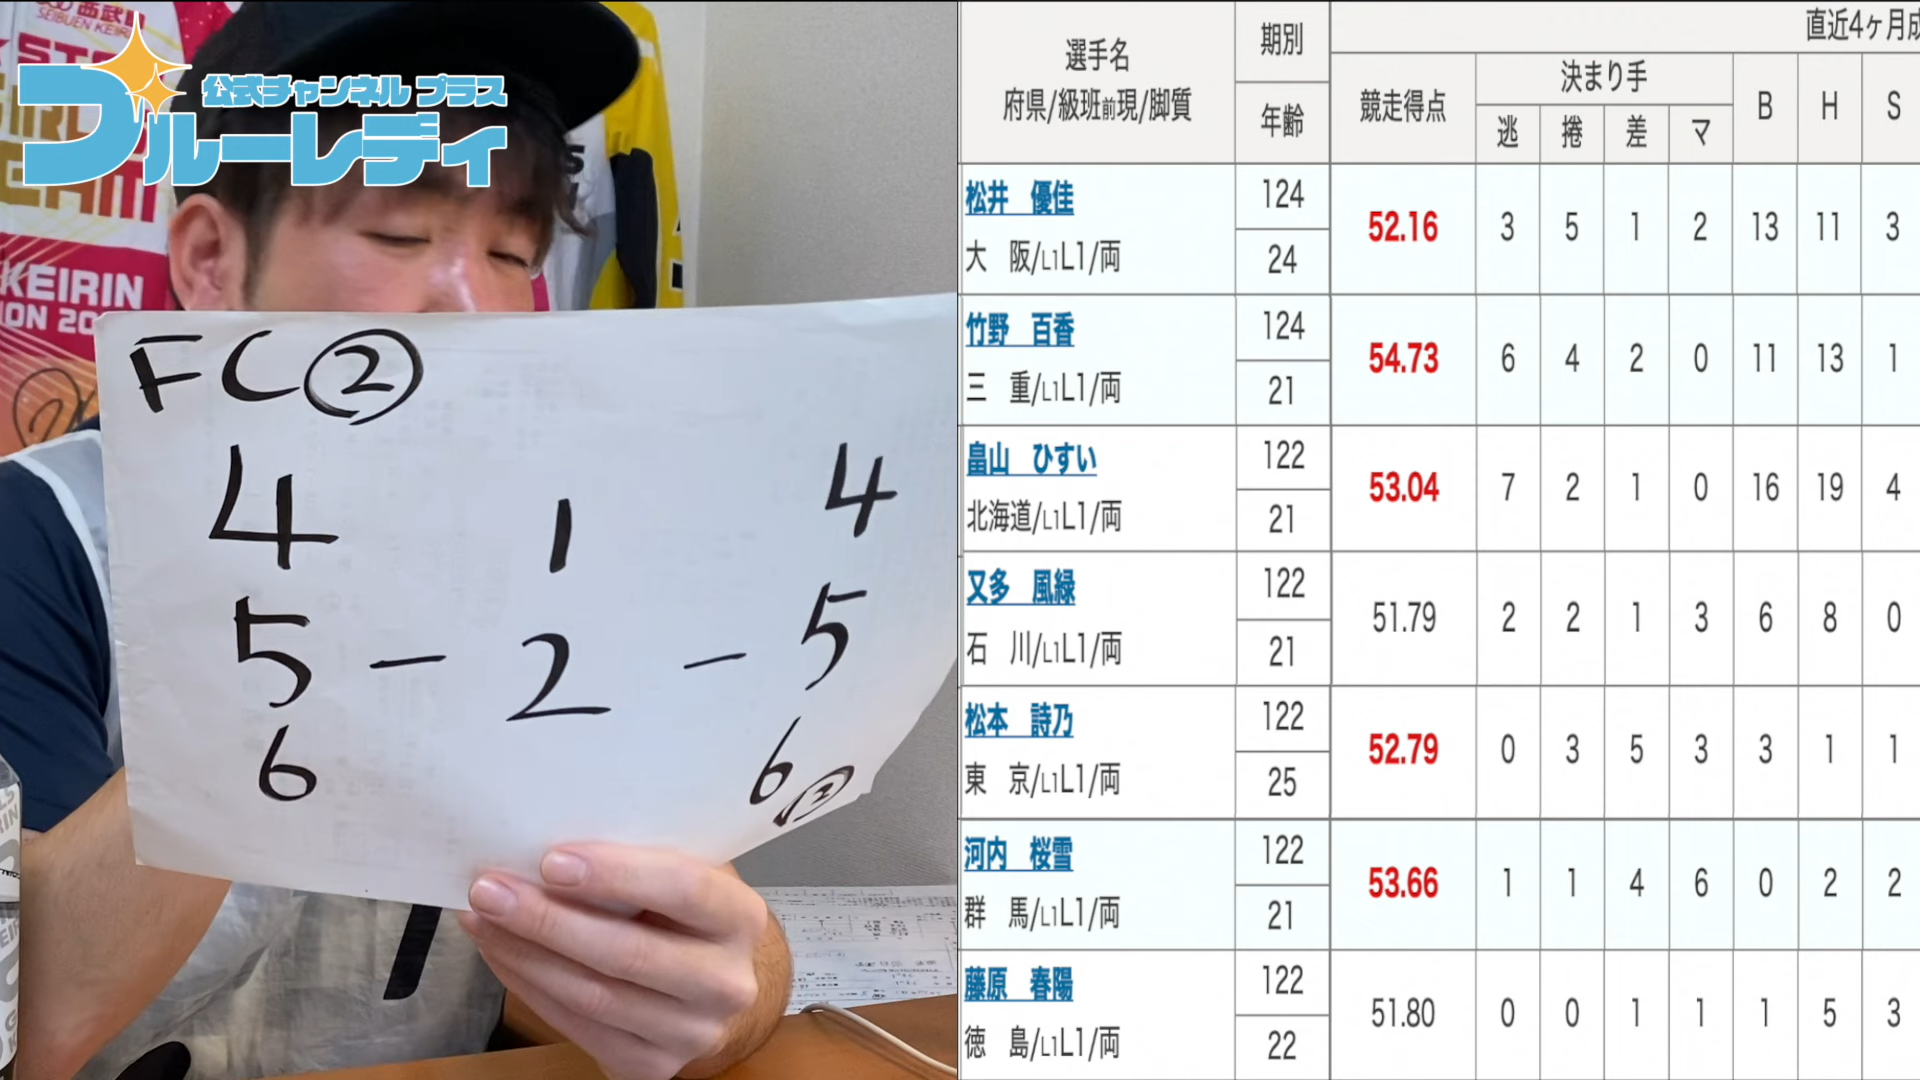 西武
SEIBUEN KEIRIN
公式チャンネル プラス
ブルーレディ
KEIRIN
FC②
4 1 4
5 - 2 - 5
6 6②
選手名
府県/級班前現/脚質
期別
年齢
直近4ヶ月成
競走得点
決まり手
逃 捲 差 マ
B H S
松井 優佳 124 52.16 3 5 1 2 13 11 3
大 阪/L1L1/両 24
竹野 百香 124 54.73 6 4 2 0 11 13 1
三 重/L1L1/両 21
畠山 ひすい 122 53.04 7 2 1 0 16 19 4
北海道/L1L1/両 21
又多 風緑 122 51.79 2 2 1 3 6 8 0
石 川/L1L1/両 21
松本 詩乃 122 52.79 0 3 5 3 3 1 1
東 京/L1L1/両 25
河内 桜雪 122 53.66 1 1 4 6 0 2 2
群 馬/L1L1/両 21
藤原 春陽 122 51.80 0 0 1 1 1 5 3
徳 島/L1L1/両 22